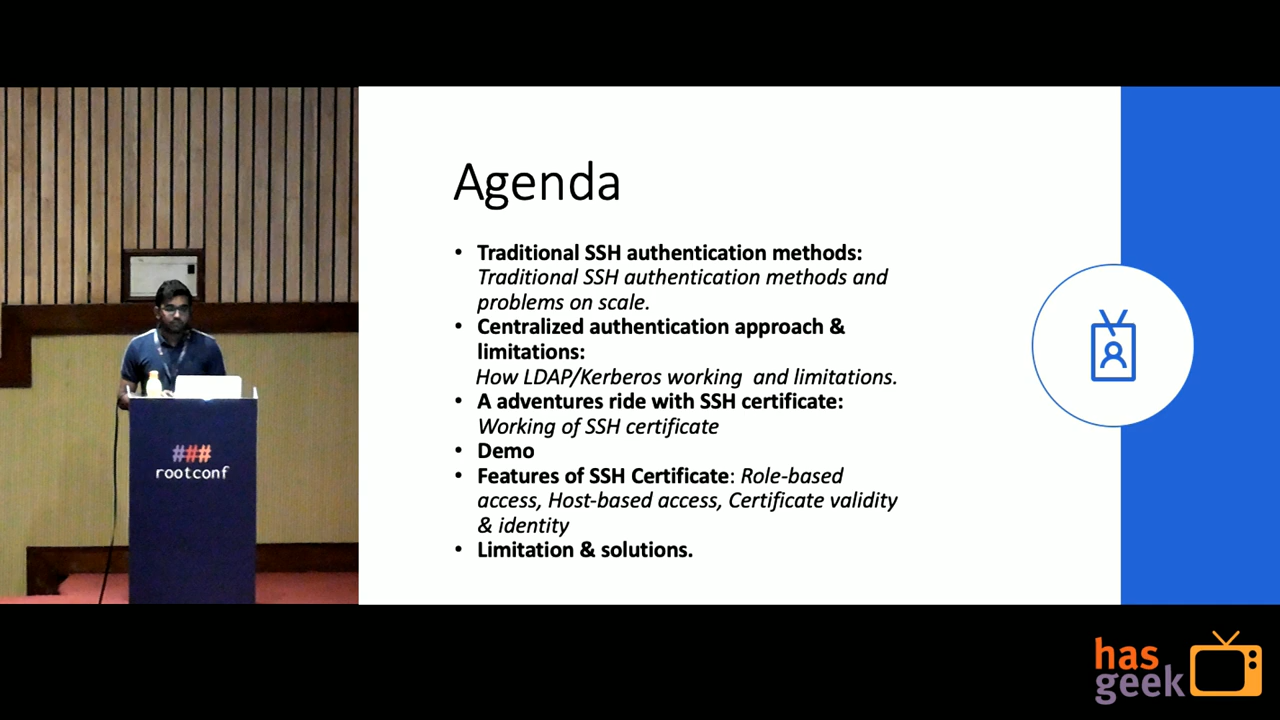 Agenda
• Traditional SSH authentication methods:
Traditional SSH authentication methods and
problems on scale.
• Centralized authentication approach &
limitations:
How LDAP/Kerberos working and limitations.
• A adventures ride with SSH certificate:
Working of SSH certificate
• Demo
• Features of SSH Certificate: Role-based
access, Host-based access, Certificate validity
& identity
• Limitation & solutions.
###
rootconf
has
geek